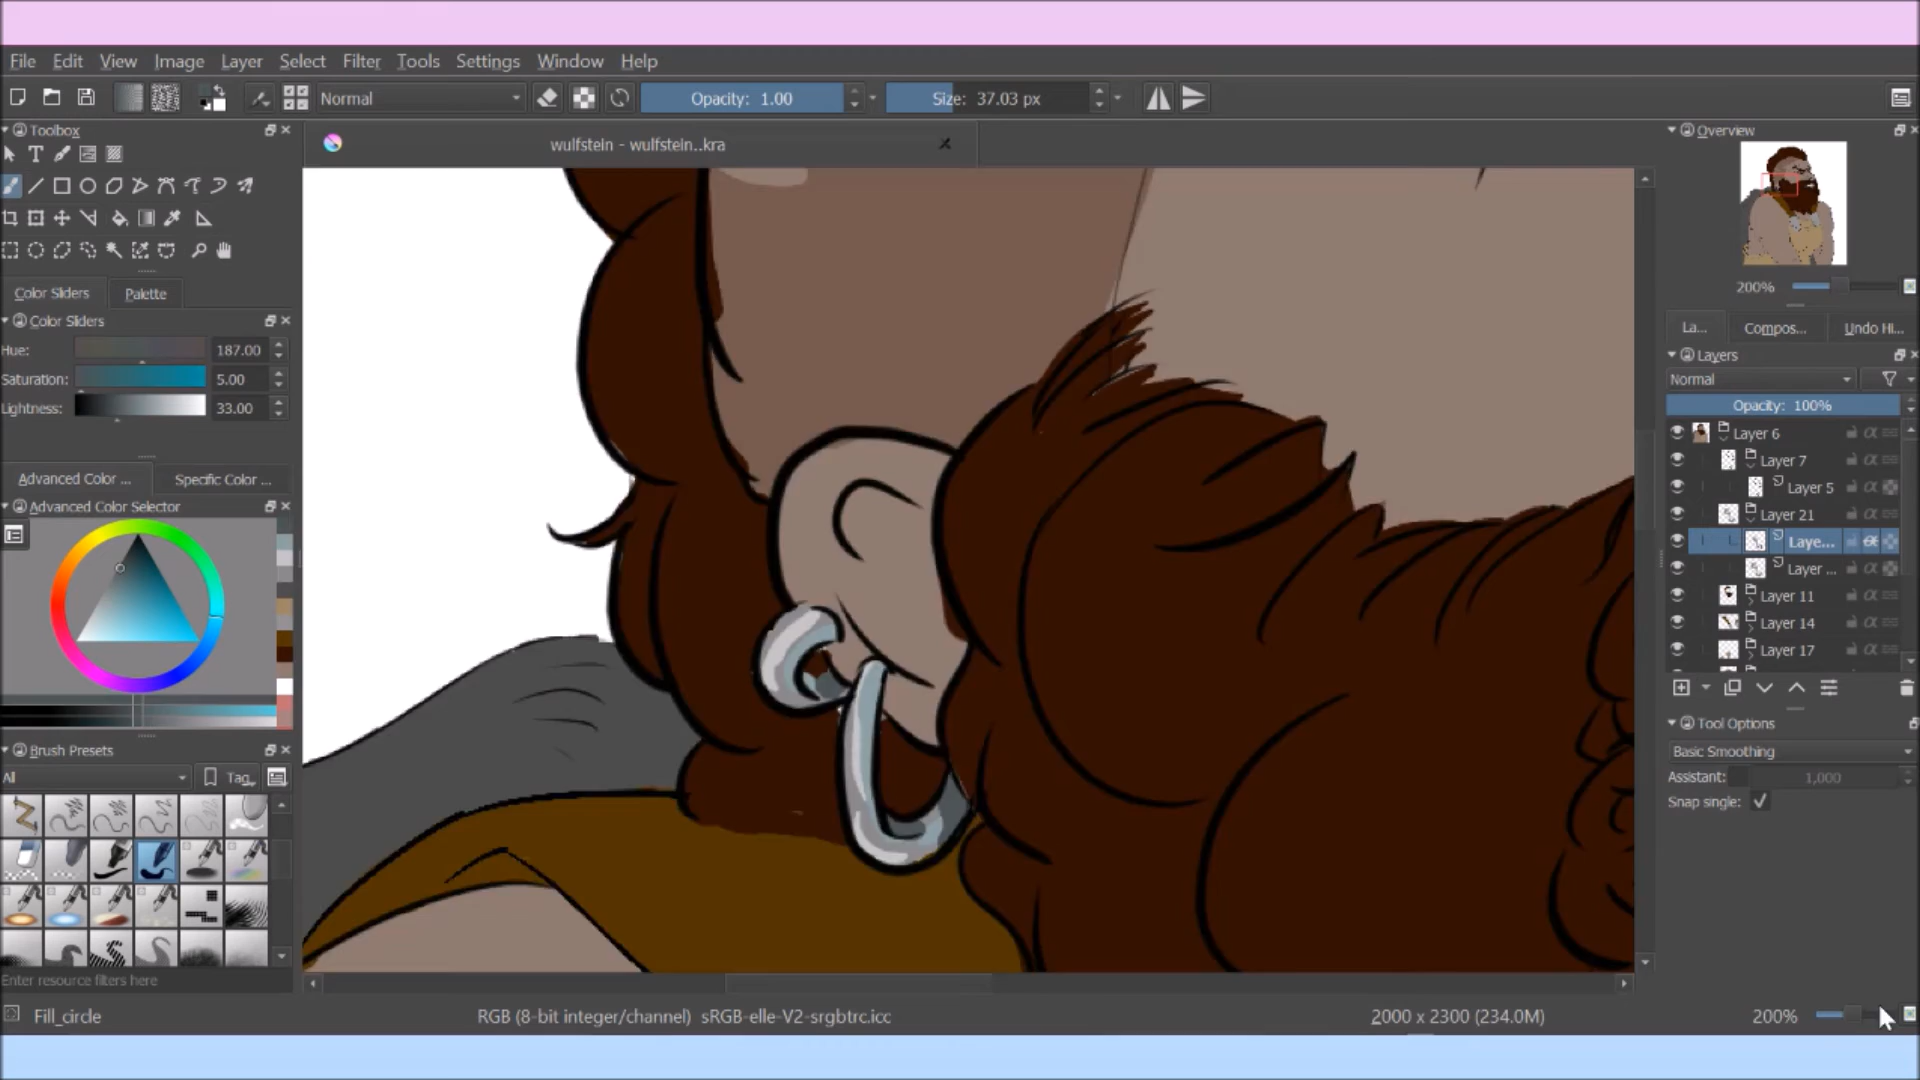 File Edit View Image Layer Select Filter Tools Settings Window Help
Normal Opacity: 1.00 Size: 37.03 px
Toolbox
wulfstein - wulfstein..kra
Overview
200%
Color Sliders Palette
Color Sliders
Hue: 187.00
Saturation: 5.00
Lightness: 33.00
Advanced Color ... Specific Color ...
Advanced Color Selector
Brush Presets
All Tag
Enter resource filters here
La... Compos... Undo Hi...
Layers
Normal
Opacity: 100%
Layer 6
Layer 7
Layer 5
Layer 21
Laye...
Layer ...
Layer 11
Layer 14
Layer 17
Tool Options
Basic Smoothing
Assistant: 1,000
Snap single:
Fill_circle RGB (8-bit integer/channel) sRGB-elle-V2-srgbtrc.icc 2000 x 2300 (234.0M) 200%